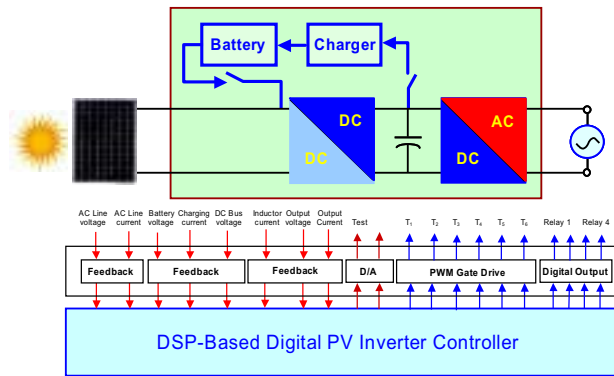 Battery
Charger
DC
DC
AC
DC
AC Line voltage
AC Line current
Battery voltage
Charging current
DC Bus voltage
Inductor current
Output voltage
Output Current
Test
T1
T2
T3
T4
T5
T6
Relay 1
Relay 4
Feedback
Feedback
Feedback
D/A
PWM Gate Drive
Digital Output
DSP-Based Digital PV Inverter Controller